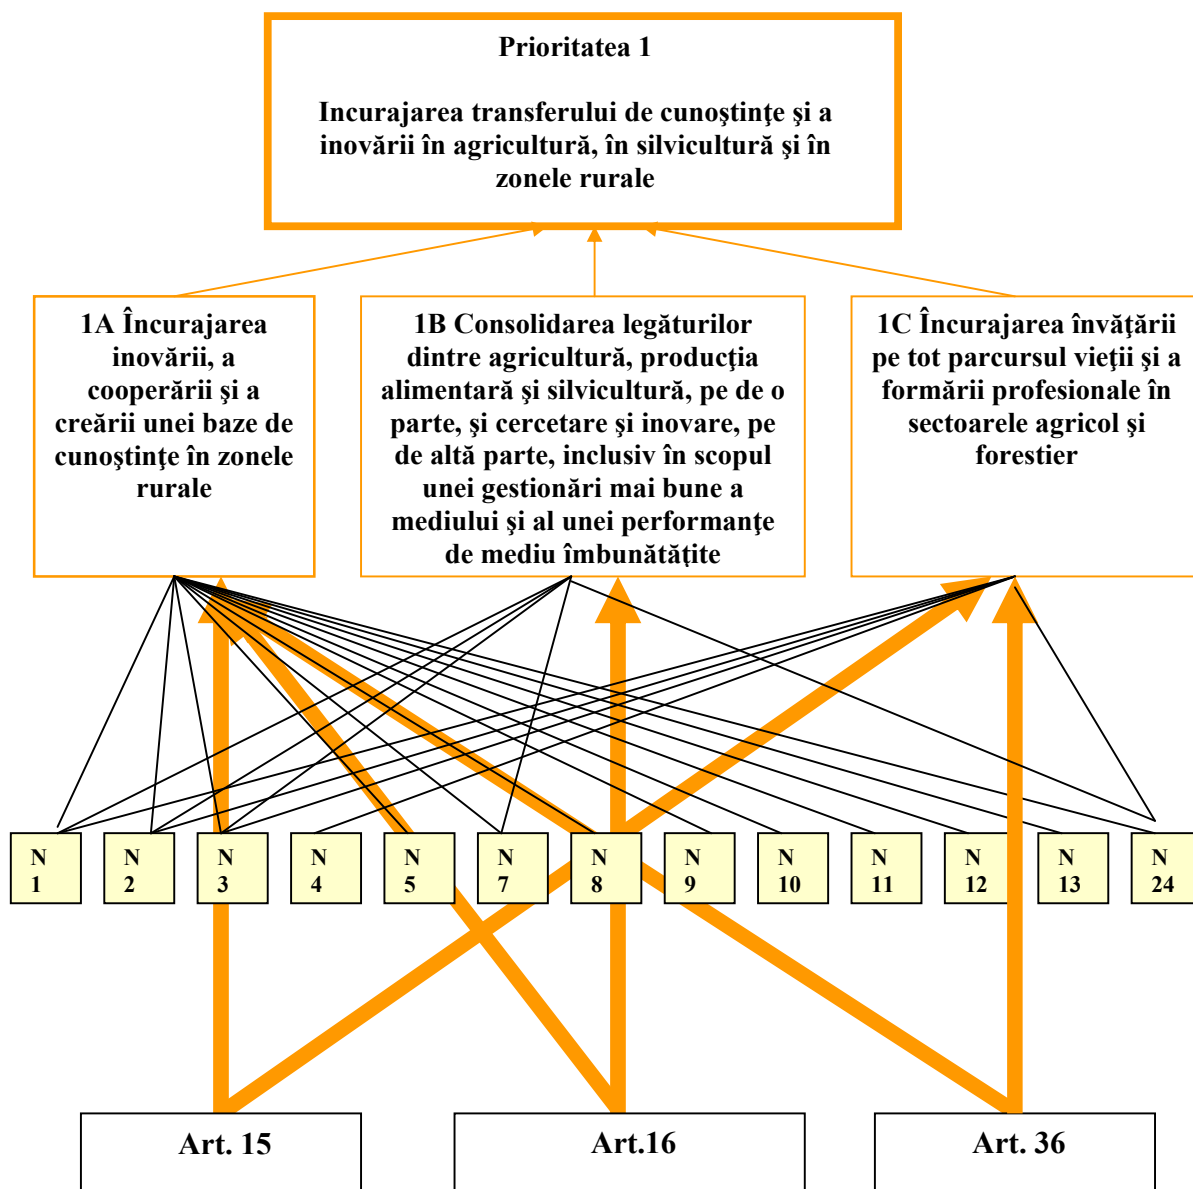 Prioritatea 1
Incurajarea transferului de cunoştinţe şi a
inovării în agricultură, în silvicultură şi în
zonele rurale
1A Încurajarea
inovării, a
cooperării şi a
creării unei baze de
cunoştinţe în zonele
rurale
1B Consolidarea legăturilor
dintre agricultură, producţia
alimentară şi silvicultură, pe de o
parte, şi cercetare şi inovare, pe
de altă parte, inclusiv în scopul
unei gestionări mai bune a
mediului şi al unei performanţe
de mediu îmbunătăţite
1C Încurajarea învăţării
pe tot parcursul vieţii şi a
formării profesionale în
sectoarele agricol şi
forestier
N
1
N
2
N
3
N
4
N
5
N
7
N
8
N
9
N
10
N
11
N
12
N
13
N
24
Art. 15
Art.16
Art. 36